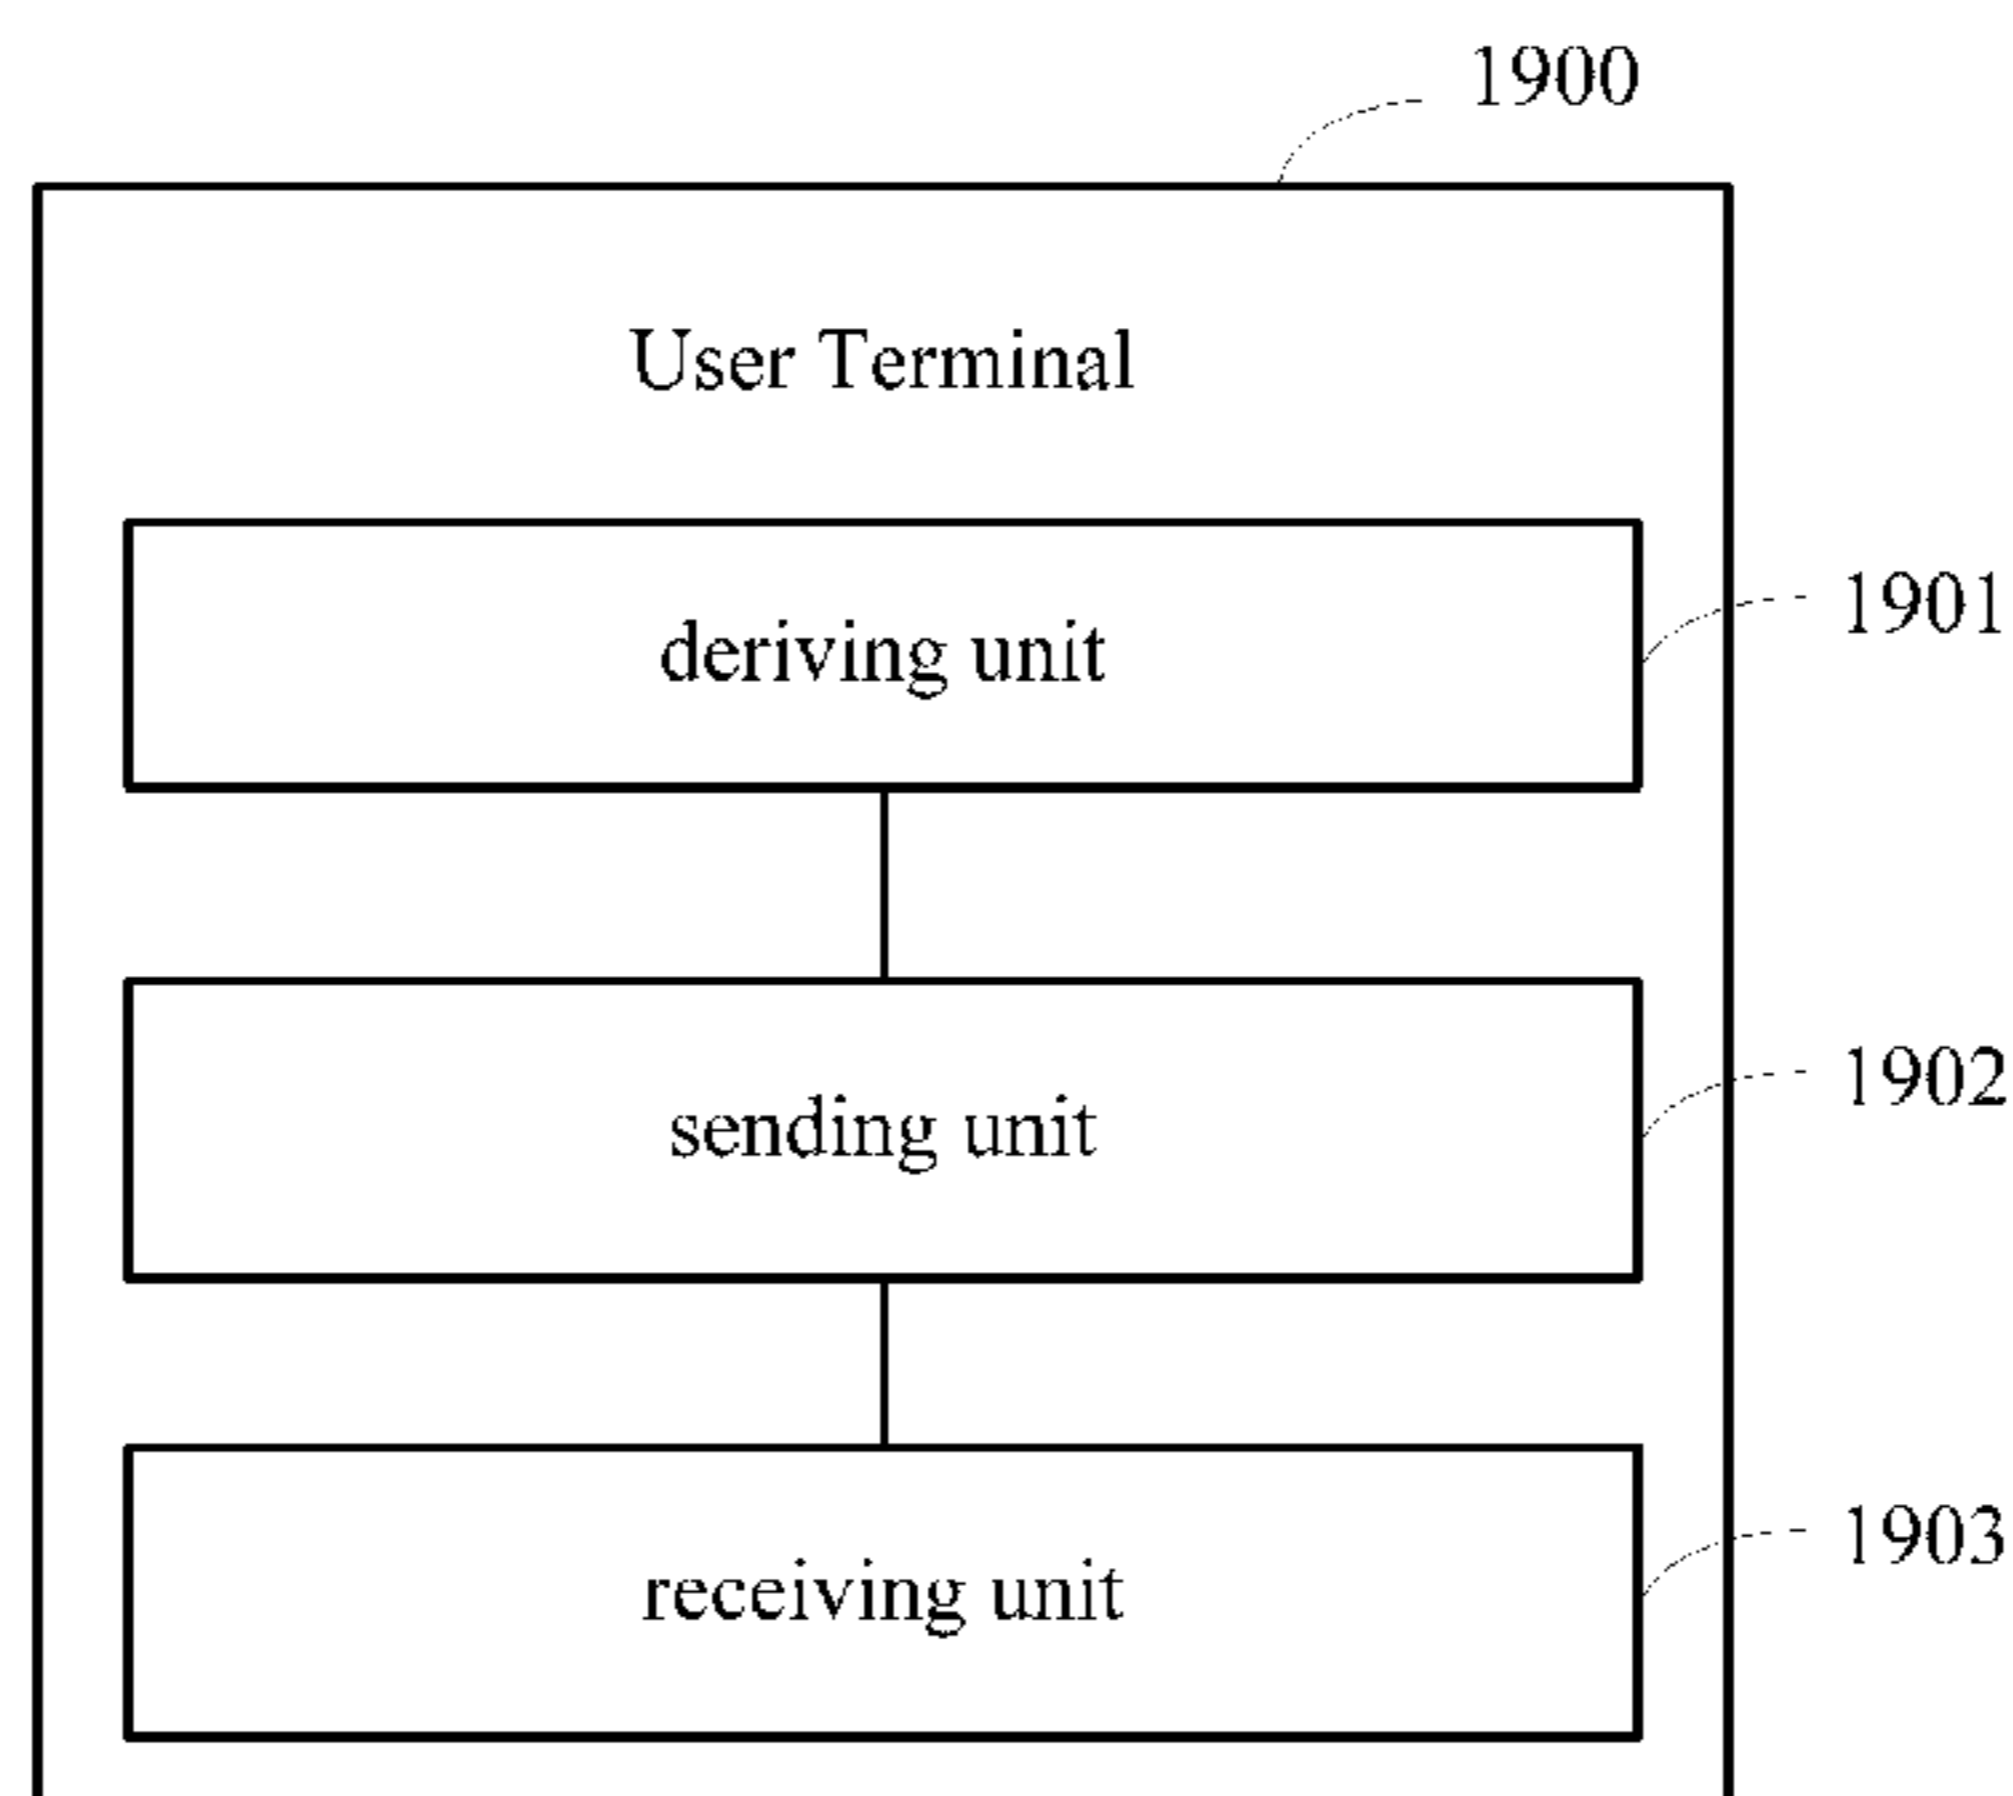 1900
User Terminal
deriving unit
1901
sending unit
1902
receiving unit
1903